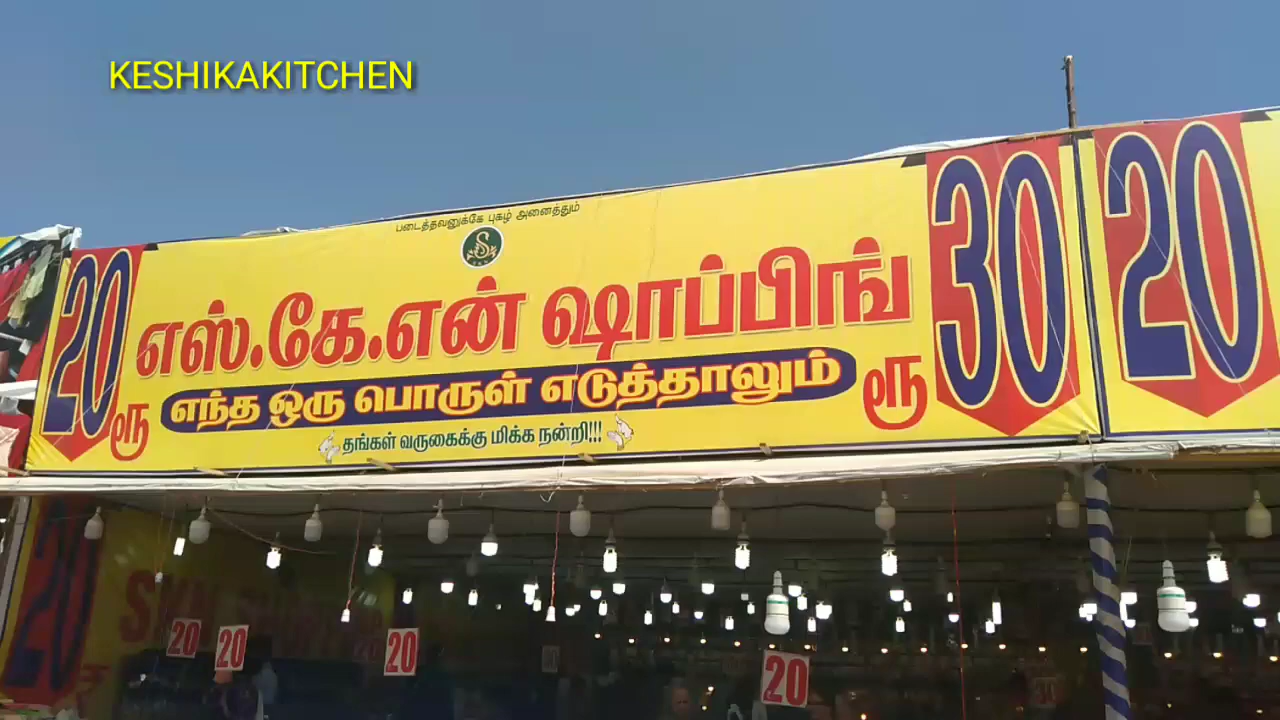 KESHIKAKITCHEN
படைத்தவனுக்கே புகழ் அனைத்தும்
S
20 ரூ
எஸ்.கே.என் ஷாப்பிங்
30 ரூ
20
எந்த ஒரு பொருள் எடுத்தாலும்
தங்கள் வருகைக்கு மிக்க நன்றி!!!
20
20
20
20
20